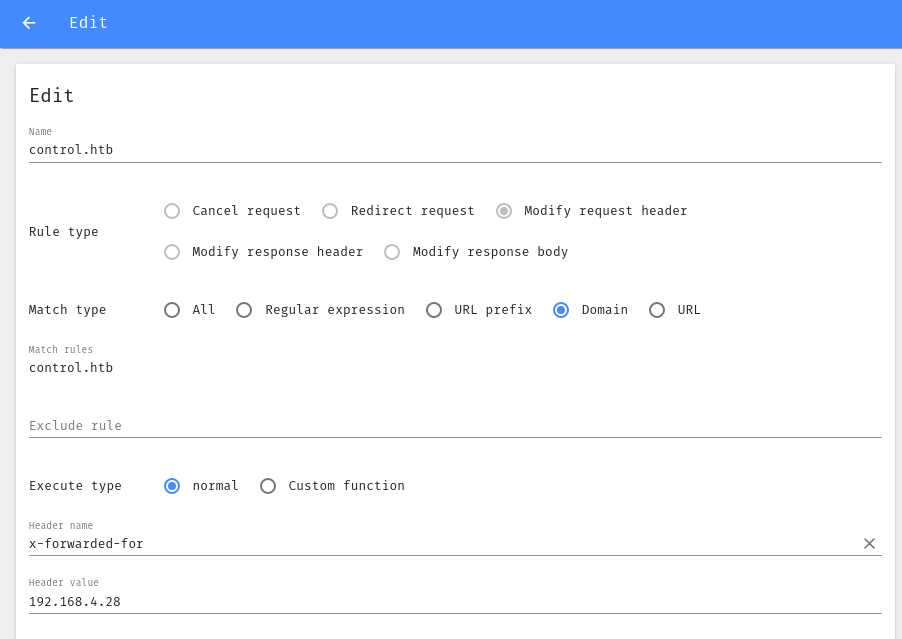 Edit
Edit
Name
control.htb
Cancel request Redirect request Modify request header
Rule type
Modify response header Modify response body
Match type All Regular expression URL prefix Domain URL
Match rules
control.htb
Exclude rule
Execute type normal Custom function
Header name
x-forwarded-for
Header value
192.168.4.28